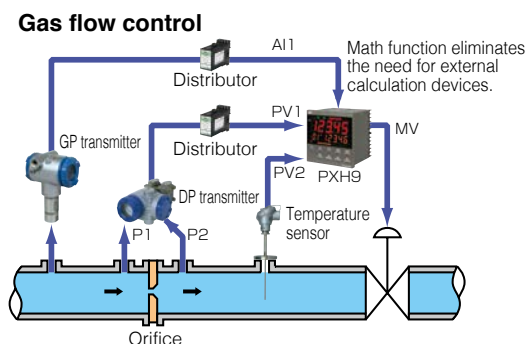 Gas flow control
AI1
Distributor
Math function eliminates
the need for external
calculation devices.
PV1
MV
Distributor
GP transmitter
PV2
PXH9
DP transmitter
Temperature
sensor
P1
P2
Orifice